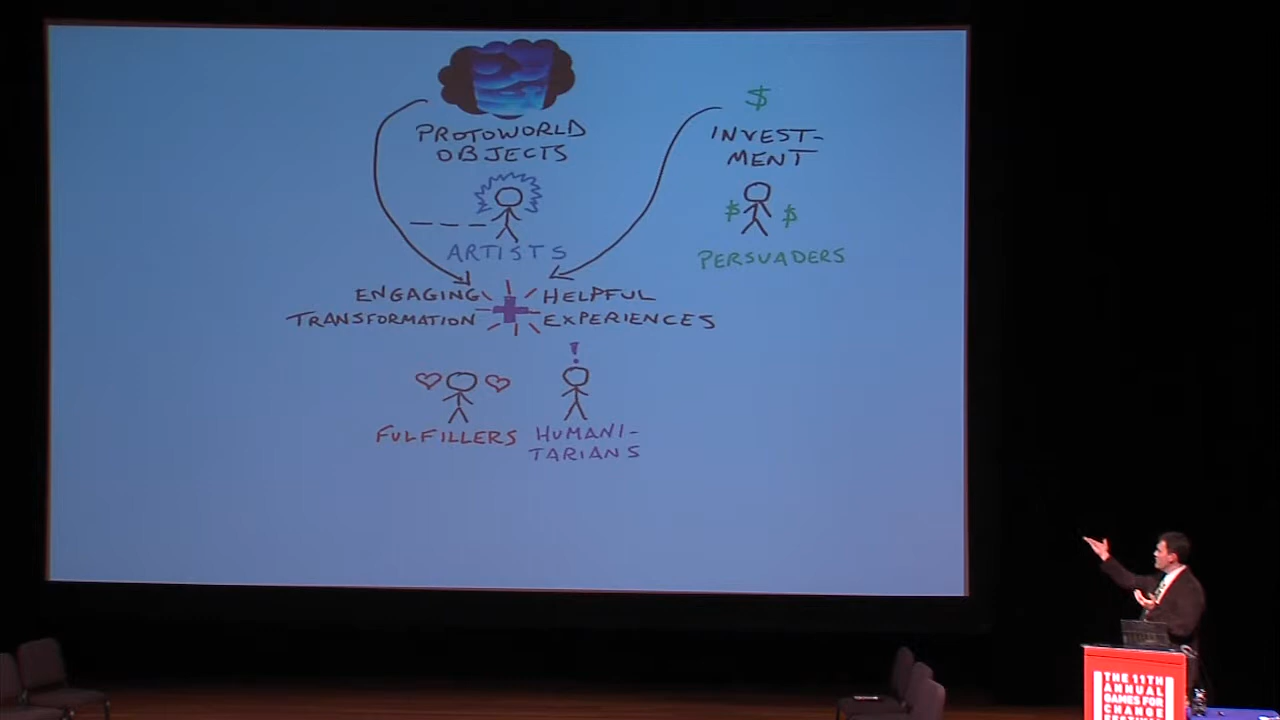 $
PROTOWORLD
OBJECTS
INVEST-
MENT
$ $
ARTISTS
PERSUADERS
ENGAGING
TRANSFORMATION
HELPFUL
EXPERIENCES
!
FULFILLERS
HUMANI-
TARIANS
THE 11TH
ANNUAL
GAMES FOR
CHANGE